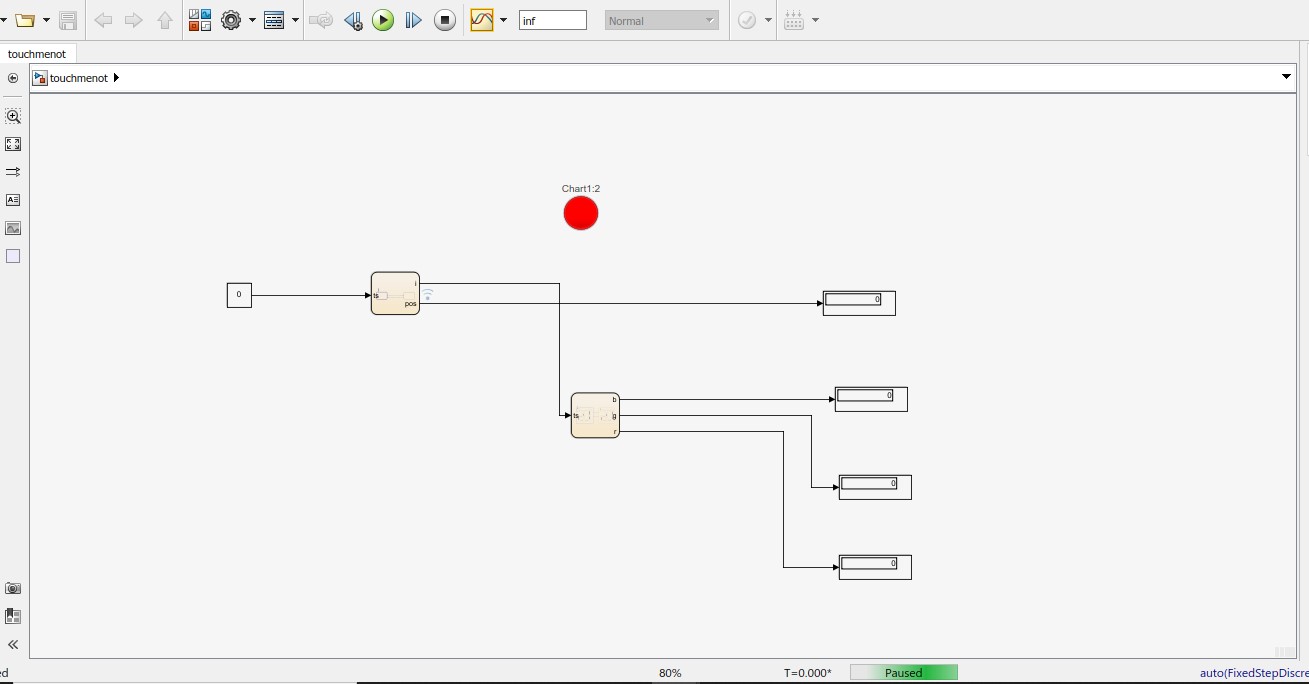 inf
Normal
touchmenot
touchmenot
Chart1:2
0
ts
i
pos
0
ts
b
g
r
0
0
0
ed
80%
T=0.000*
Paused
auto(FixedStepDiscre